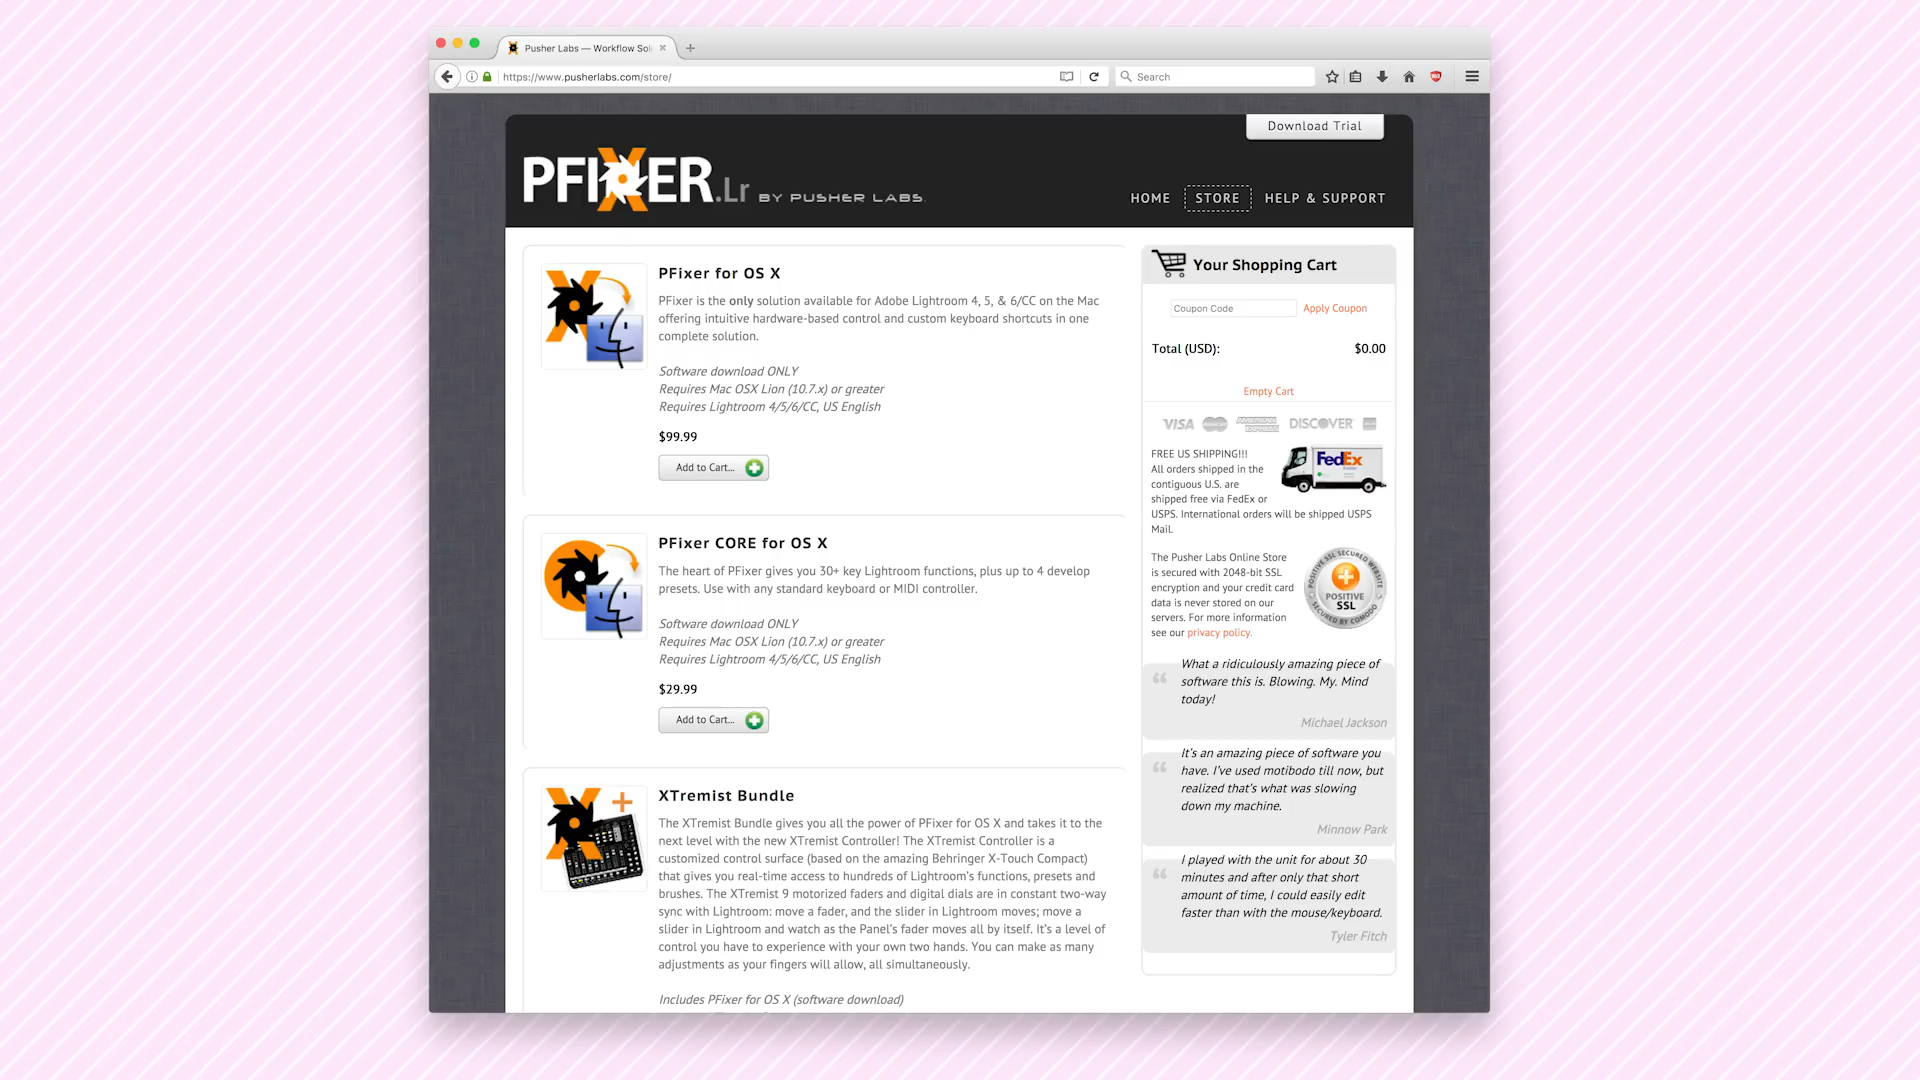 Pusher Labs — Workflow Sol
https://www.pusherlabs.com/store/
Search
Download Trial
PFIXER.Lr BY PUSHER LABS.
HOME
STORE
HELP & SUPPORT
PFixer for OS X
PFixer is the only solution available for Adobe Lightroom 4, 5, & 6/CC on the Mac
offering intuitive hardware-based control and custom keyboard shortcuts in one
complete solution.
Software download ONLY
Requires Mac OSX Lion (10.7.x) or greater
Requires Lightroom 4/5/6/CC, US English
$99.99
Add to Cart...
PFixer CORE for OS X
The heart of PFixer gives you 30+ key Lightroom functions, plus up to 4 develop
presets. Use with any standard keyboard or MIDI controller.
Software download ONLY
Requires Mac OSX Lion (10.7.x) or greater
Requires Lightroom 4/5/6/CC, US English
$29.99
Add to Cart...
XTremist Bundle
The XTremist Bundle gives you all the power of PFixer for OS X and takes it to the
next level with the new XTremist Controller! The XTremist Controller is a
customized control surface (based on the amazing Behringer X-Touch Compact)
that gives you real-time access to hundreds of Lightroom's functions, presets and
brushes. The XTremist 9 motorized faders and digital dials are in constant two-way
sync with Lightroom: move a fader, and the slider in Lightroom moves; move a
slider in Lightroom and watch as the Panel's fader moves all by itself. It's a level of
control you have to experience with your own two hands. You can make as many
adjustments as your fingers will allow, all simultaneously.
Includes PFixer for OS X (software download)
Your Shopping Cart
Coupon Code
Apply Coupon
Total (USD):
$0.00
Empty Cart
VISA
AMERICAN EXPRESS
DISCOVER
FREE US SHIPPING!!!
All orders shipped in the
contiguous U.S. are
shipped free via FedEx or
USPS. International orders will be shipped USPS
Mail.
FedEx
The Pusher Labs Online Store
is secured with 2048-bit SSL
encryption and your credit card
data is never stored on our
servers. For more information
see our privacy policy.
POSITIVE SSL SECURED WEBSITE
POSITIVE
SSL
SECURED BY COMODO
What a ridiculously amazing piece of
software this is. Blowing. My. Mind
today!
Michael Jackson
It's an amazing piece of software you
have. I've used motibodo till now, but
realized that's what was slowing
down my machine.
Minnow Park
I played with the unit for about 30
minutes and after only that short
amount of time, I could easily edit
faster than with the mouse/keyboard.
Tyler Fitch